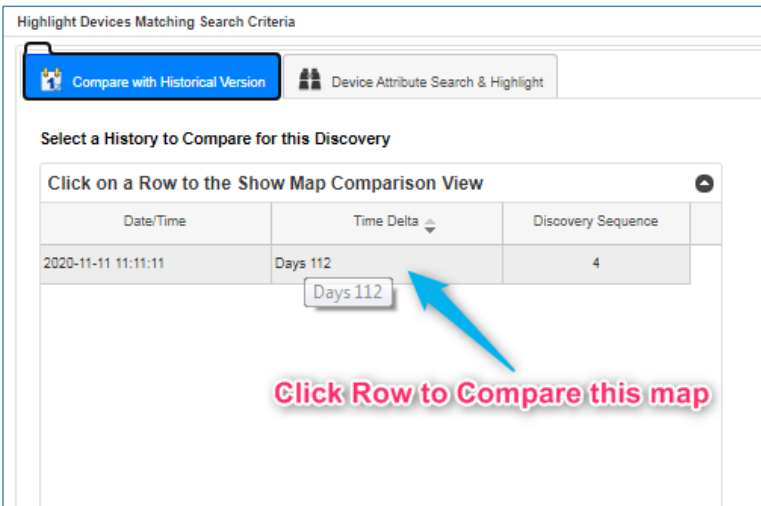 Highlight Devices Matching Search Criteria
1 Compare with Historical Version Device Attribute Search & Highlight
Select a History to Compare for this Discovery
Click on a Row to the Show Map Comparison View
Date/Time Time Delta Discovery Sequence
2020-11-11 11:11:11 Days 112 4
Days 112
Click Row to Compare this map